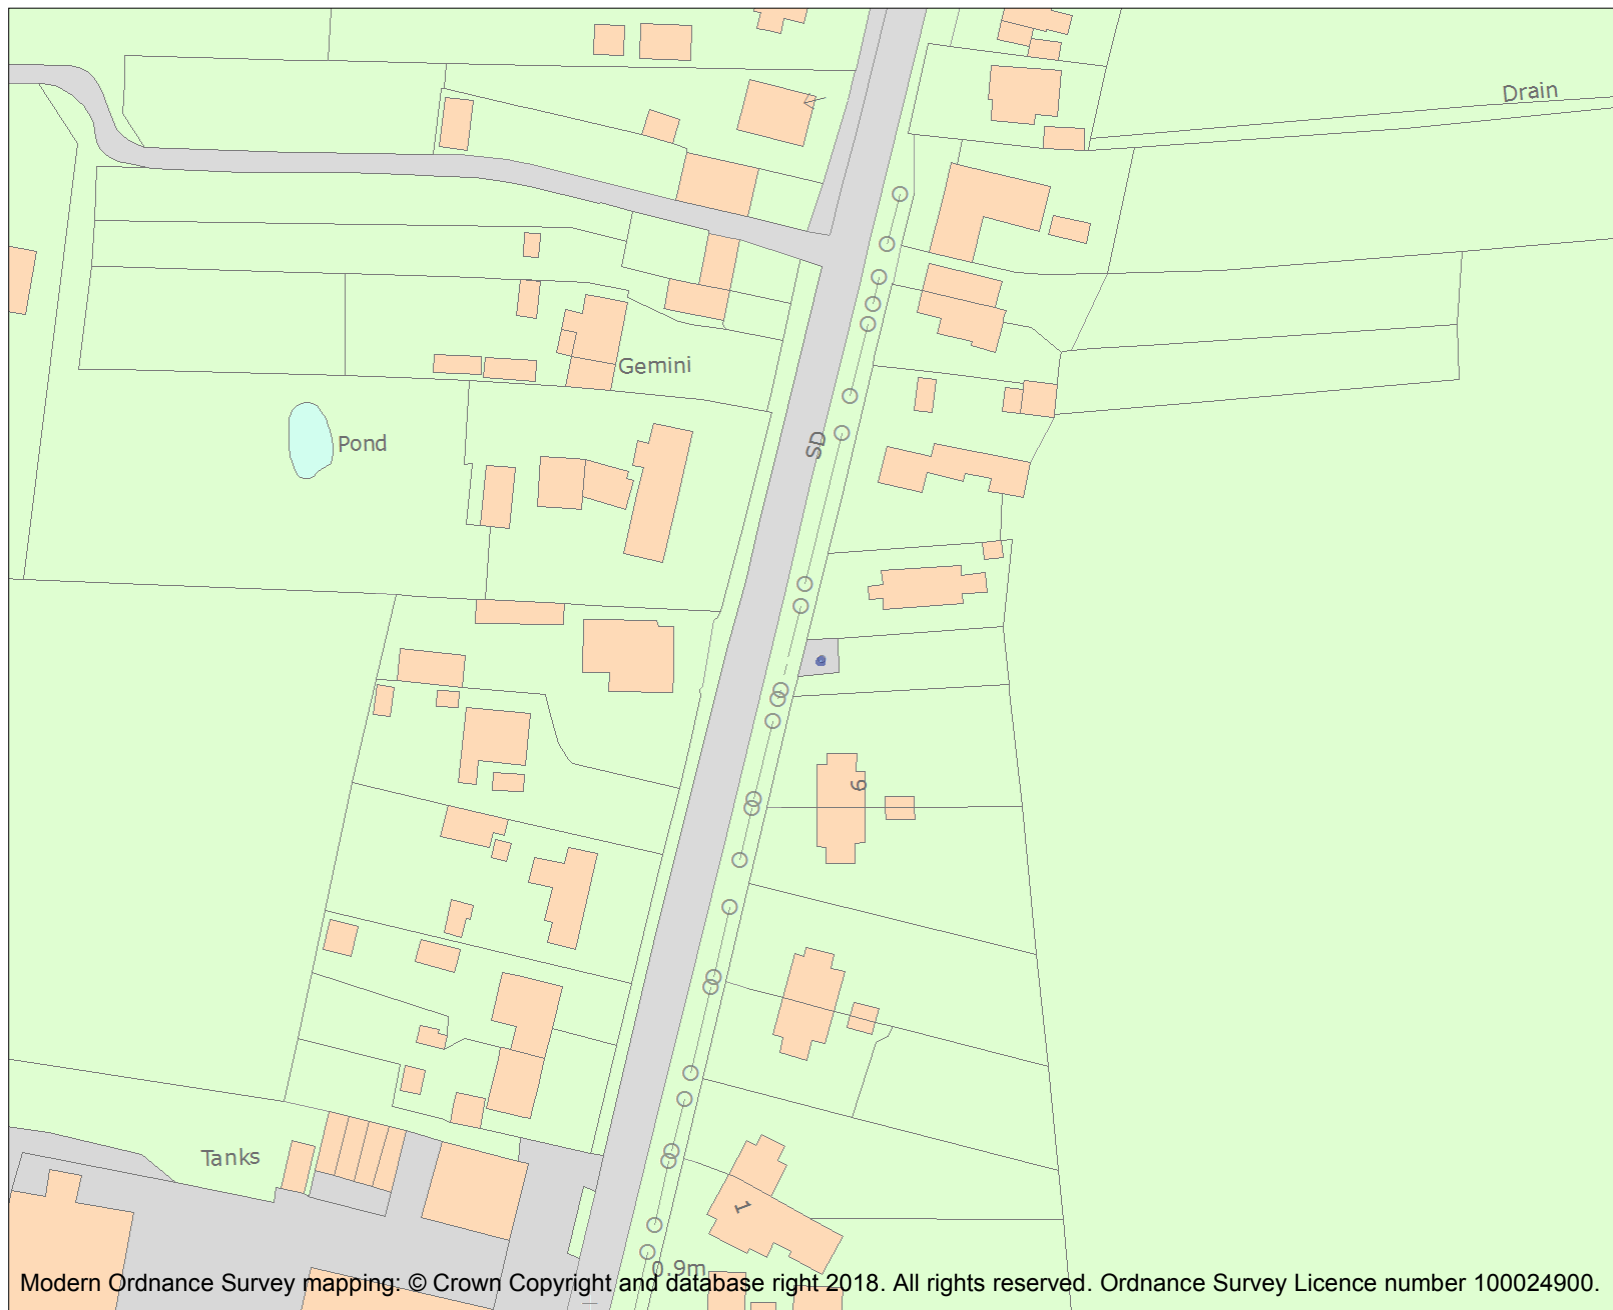 Drain
Gemini
Pond
SD
6
Tanks
1
0.9m
Modern Ordnance Survey mapping: © Crown Copyright and database right 2018. All rights reserved. Ordnance Survey Licence number 100024900.